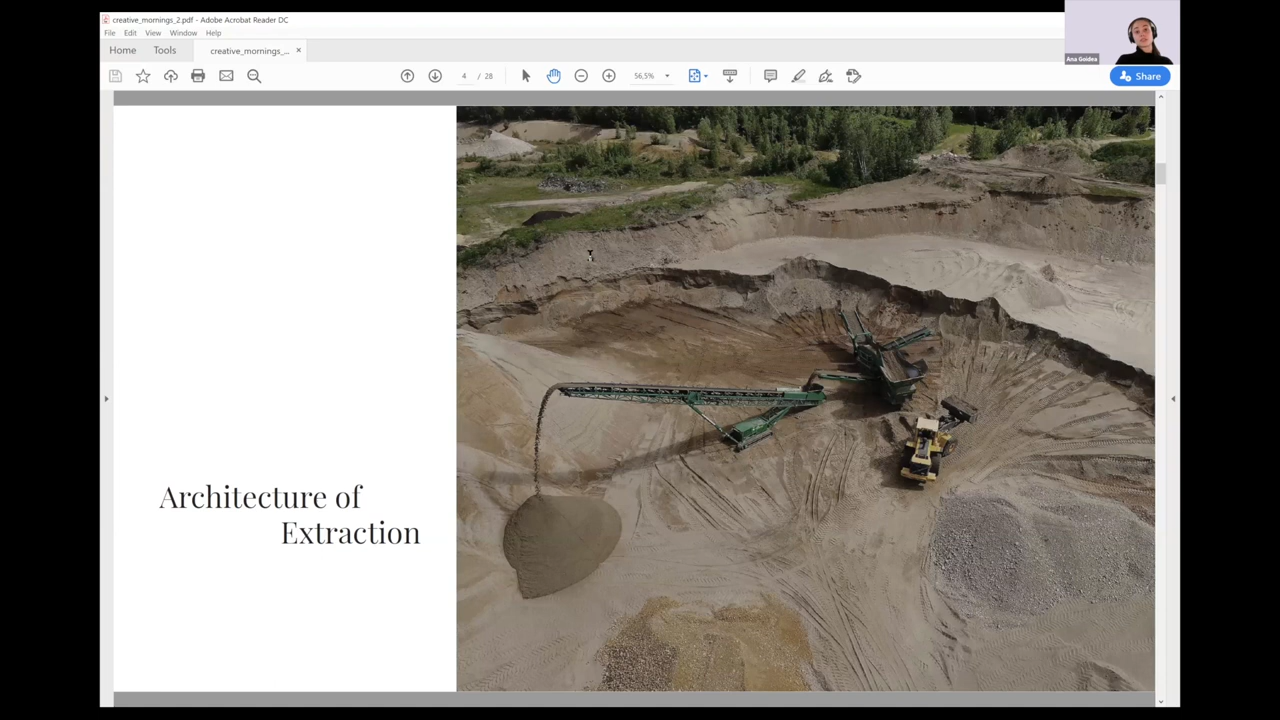 creative_mornings_2.pdf - Adobe Acrobat Reader DC
File Edit View Window Help
Home Tools creative_mornings_... ×
4 / 28 56,5%
Share
Ana Goidea
Architecture of
Extraction